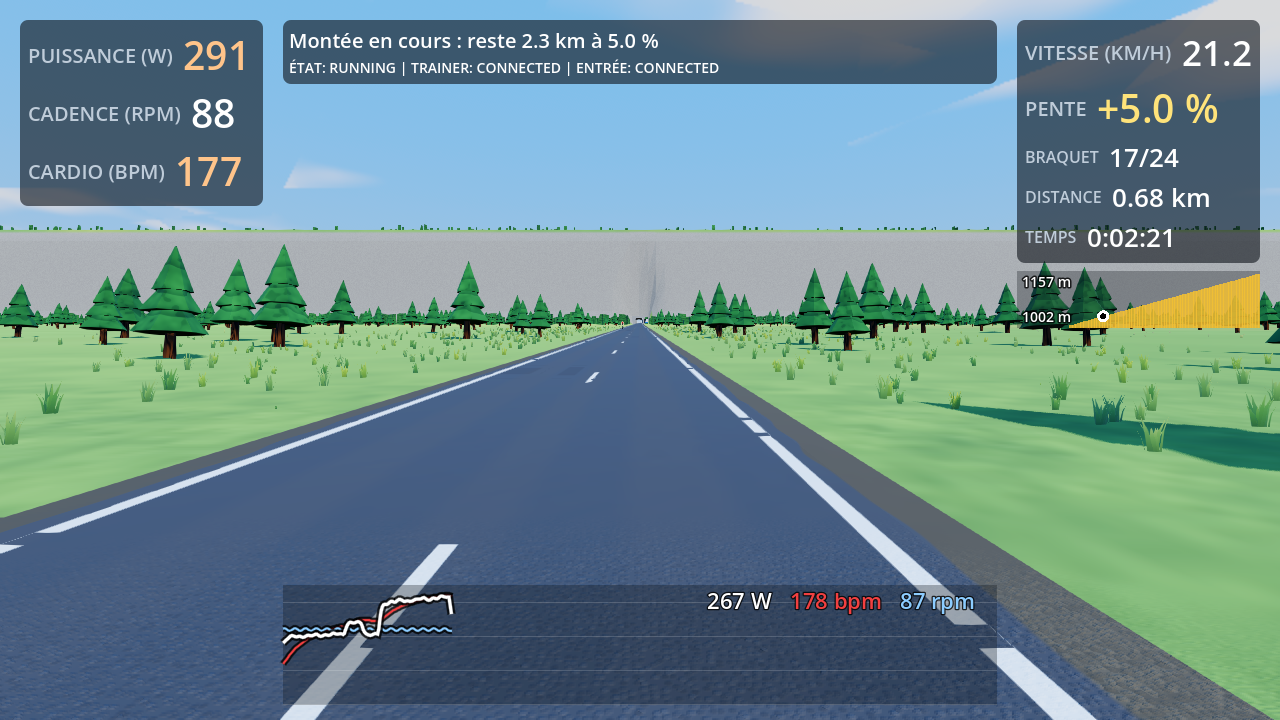 PUISSANCE (W) 291
CADENCE (RPM) 88
CARDIO (BPM) 177
Montée en cours : reste 2.3 km à 5.0 %
ÉTAT: RUNNING | TRAINER: CONNECTED | ENTRÉE: CONNECTED
VITESSE (KM/H) 21.2
PENTE +5.0 %
BRAQUET 17/24
DISTANCE 0.68 km
TEMPS 0:02:21
1157 m
1002 m
267 W 178 bpm 87 rpm